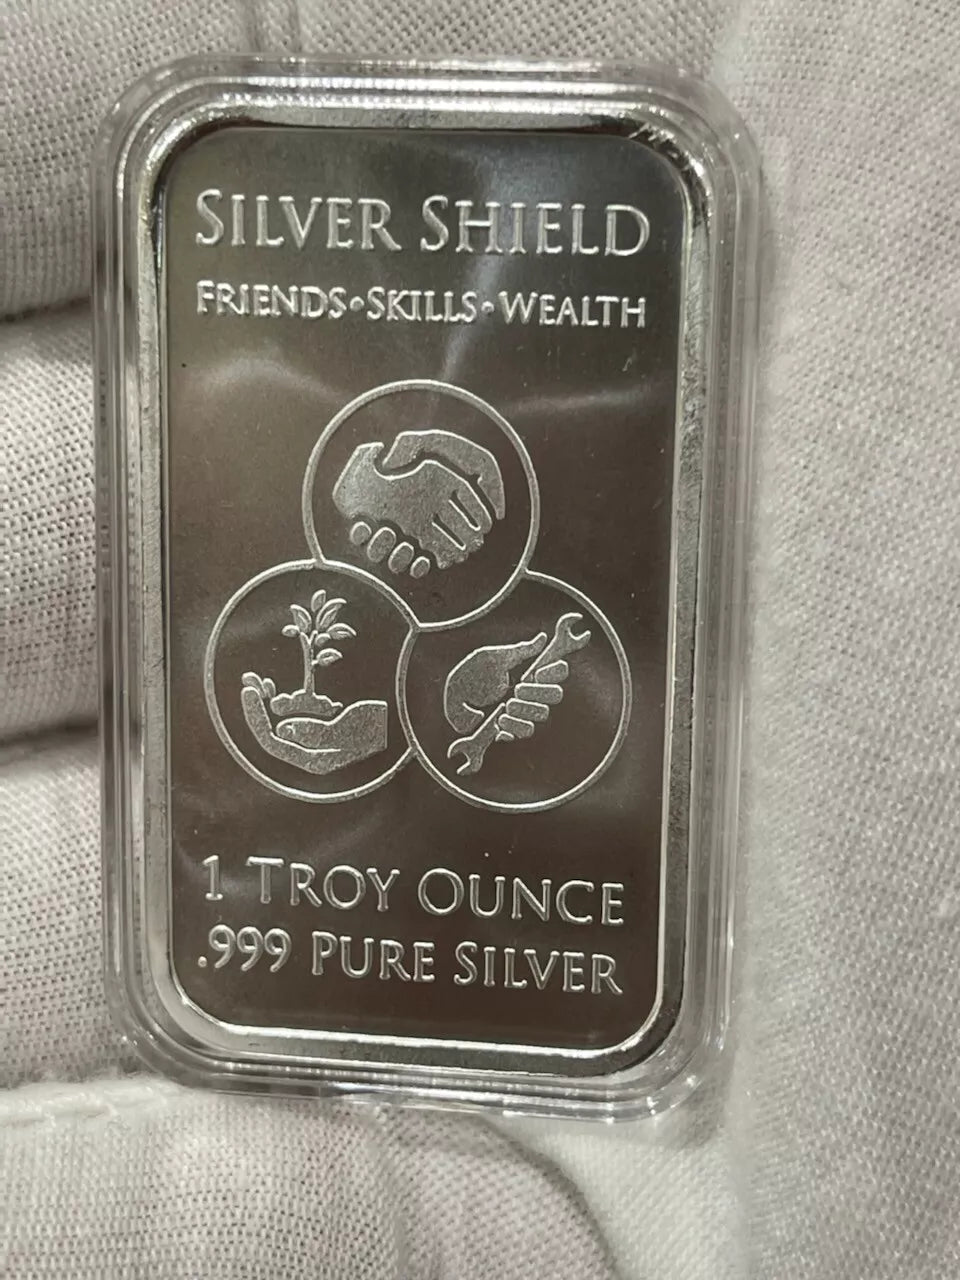 SILVER SHIELD
FRIENDS•SKILLS•WEALTH
1 TROY OUNCE
.999 PURE SILVER